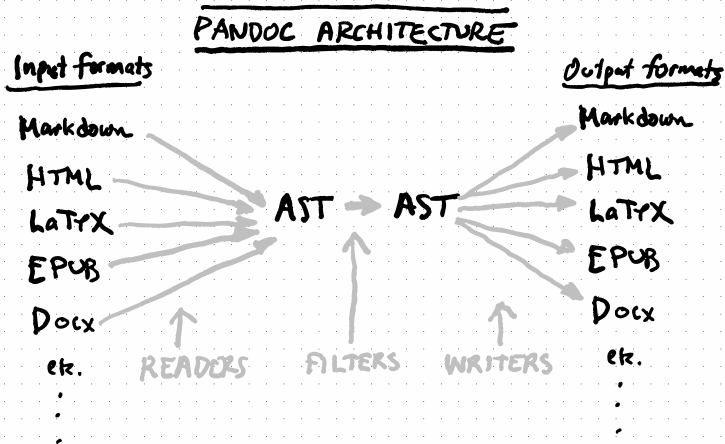 PANDOC ARCHITECTURE
Input formats
Markdown
HTML
LaTeX
EPUB
Docx
etc.
AST
AST
READERS
FILTERS
WRITERS
Output formats
Markdown
HTML
LaTeX
EPUB
Docx
etc.